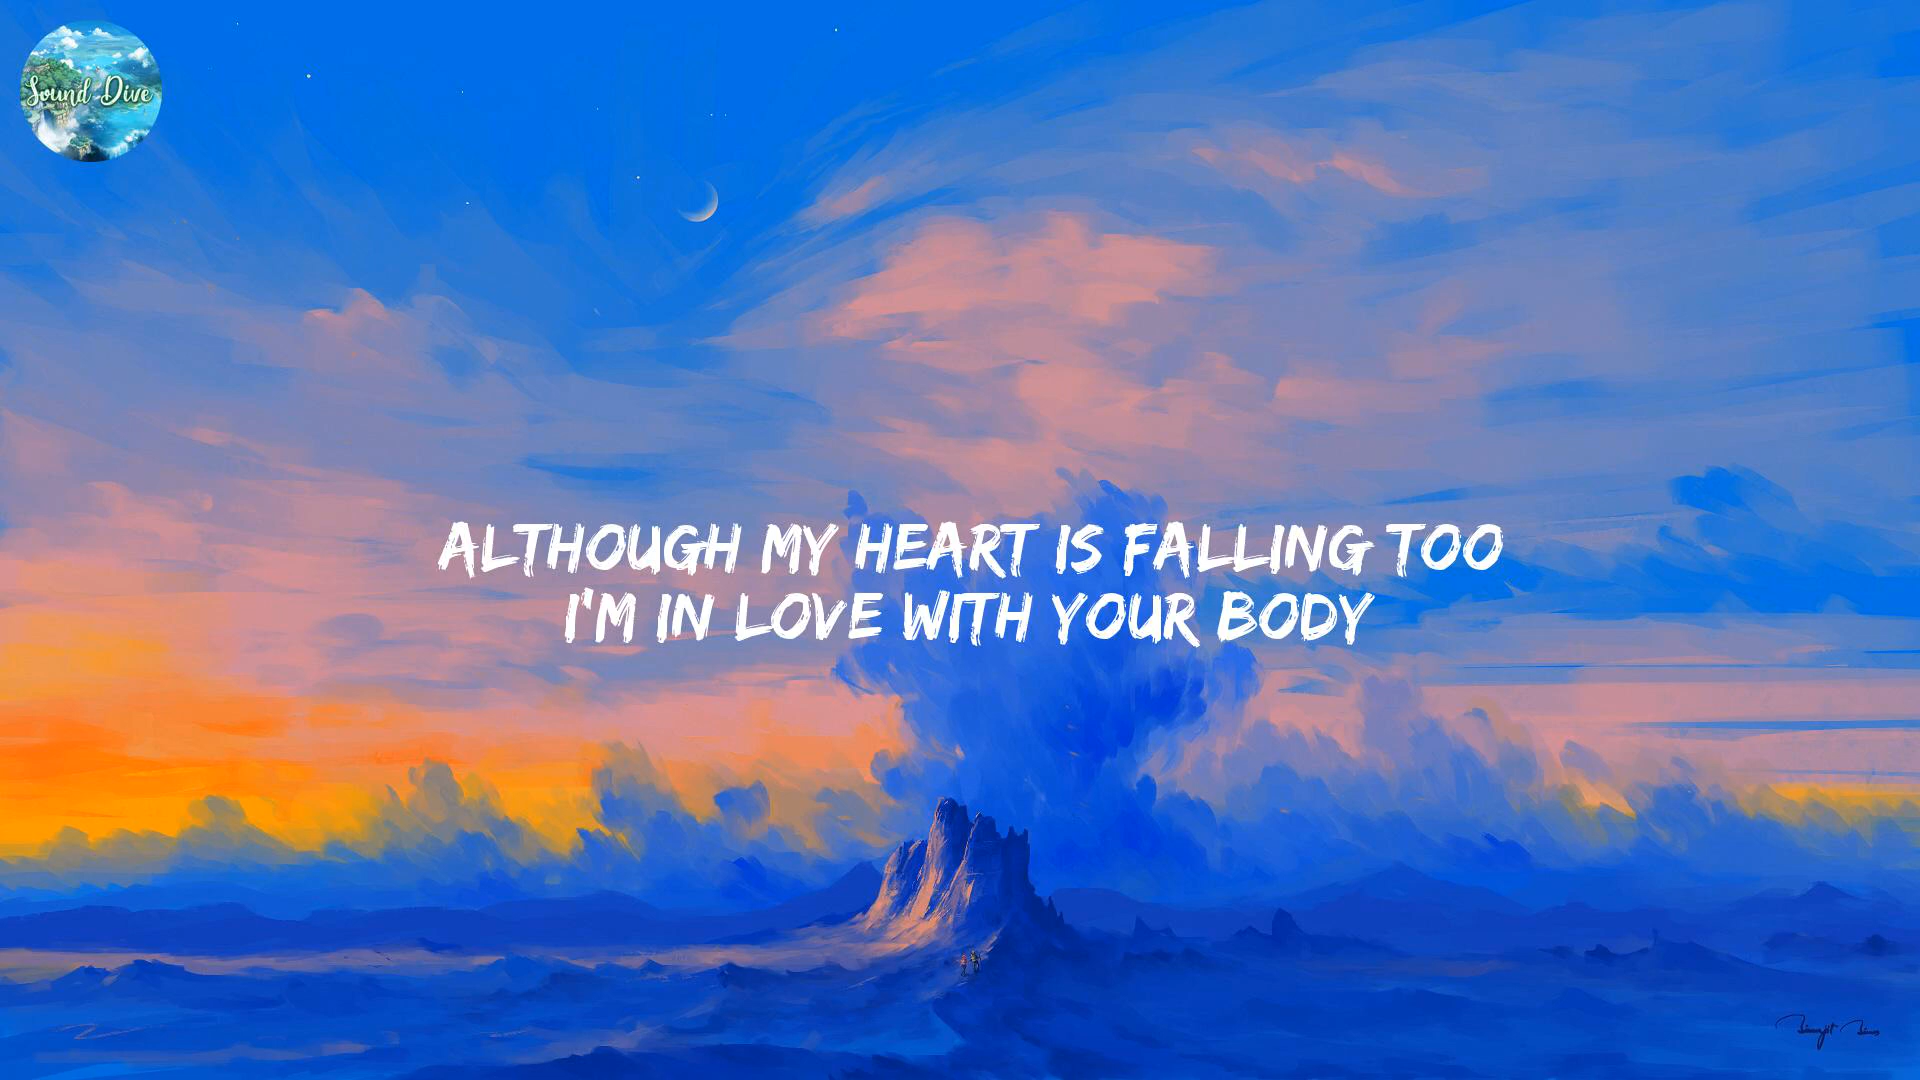 Sound Dive
ALTHOUGH MY HEART IS FALLING TOO
I'M IN LOVE WITH YOUR BODY